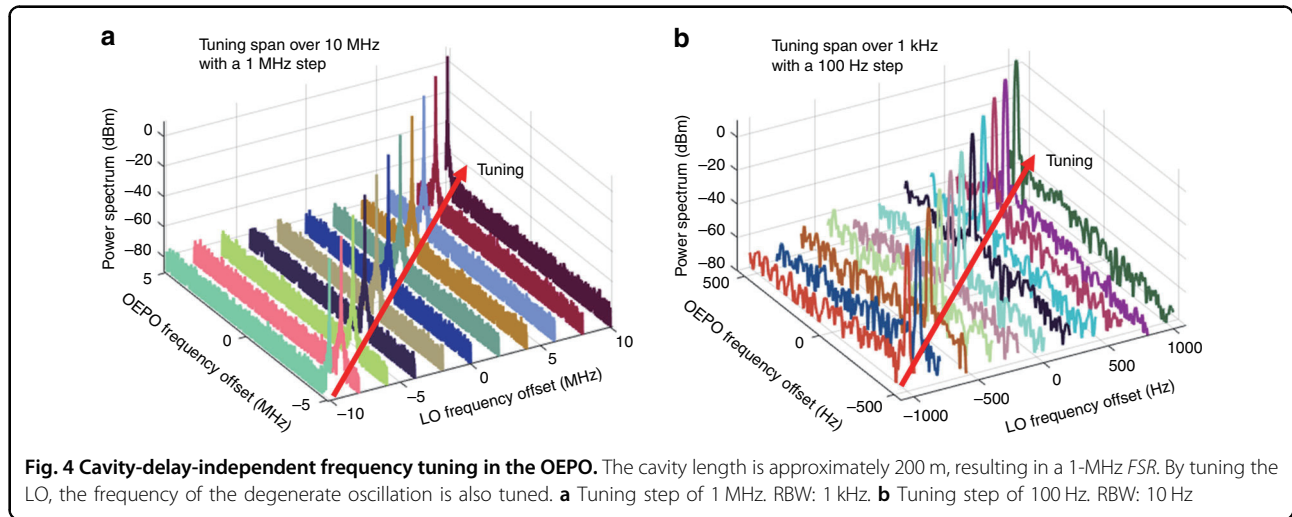 a
Tuning span over 10 MHz
with a 1 MHz step
Power spectrum (dBm)
0
−20
−40
−60
−80
5
0
−5
OEPO frequency offset (MHz)
−10
−5
0
5
10
LO frequency offset (MHz)
Tuning
b
Tuning span over 1 kHz
with a 100 Hz step
Power spectrum (dBm)
0
−20
−40
−60
−80
500
0
−500
OEPO frequency offset (Hz)
−1000
−500
0
500
1000
LO frequency offset (Hz)
Tuning
Fig. 4 Cavity-delay-independent frequency tuning in the OEPO. The cavity length is approximately 200 m, resulting in a 1-MHz FSR. By tuning the
LO, the frequency of the degenerate oscillation is also tuned. a Tuning step of 1 MHz. RBW: 1 kHz. b Tuning step of 100 Hz. RBW: 10 Hz